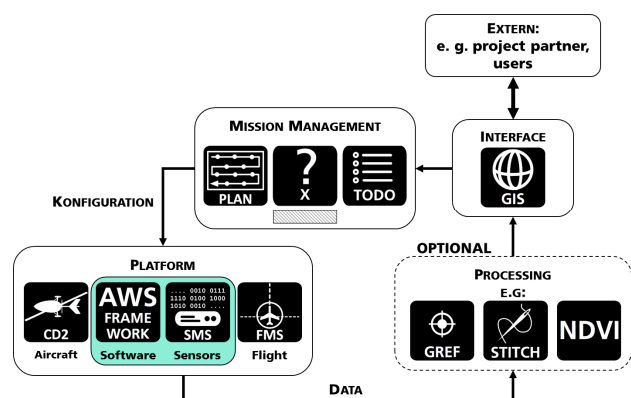 EXTERN:
e. g. project partner,
users
MISSION MANAGEMENT
PLAN
?
X
TODO
INTERFACE
GIS
KONFIGURATION
OPTIONAL
PLATFORM
CD2
Aircraft
AWS
FRAME
WORK
Software
.... 0010 0111
1110 0100 1000
1010 0010 ....
SMS
Sensors
FMS
Flight
PROCESSING
E.G:
GREF
STITCH
NDVI
DATA